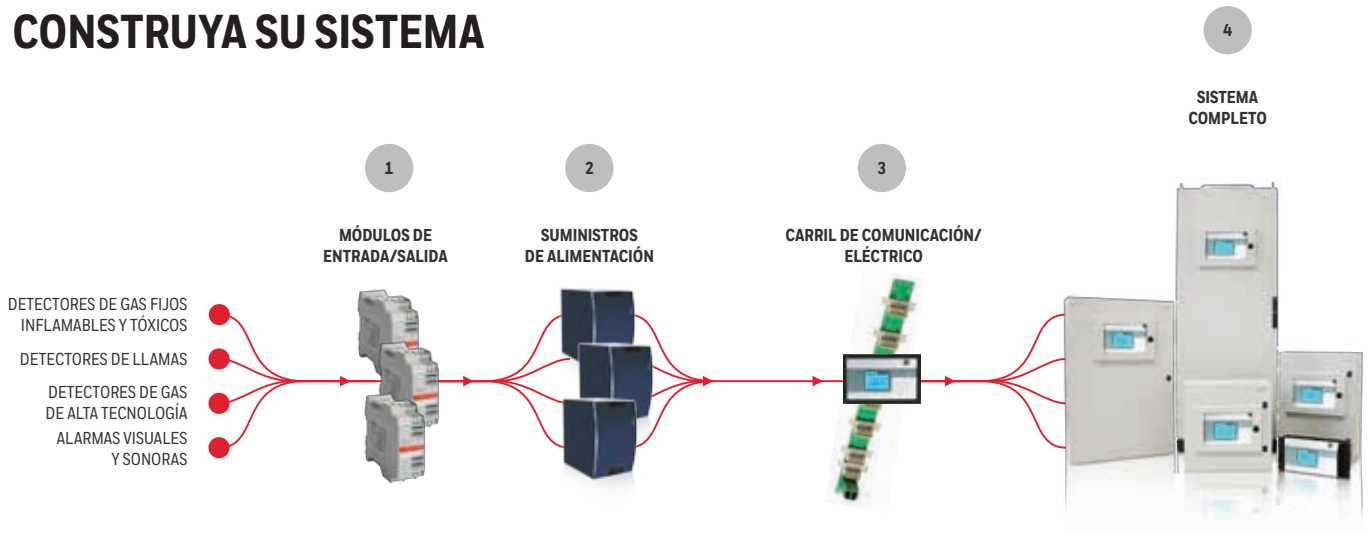 CONSTRUYA SU SISTEMA
4
SISTEMA
COMPLETO
1
2
3
MÓDULOS DE
ENTRADA/SALIDA
SUMINISTROS
DE ALIMENTACIÓN
CARRIL DE COMUNICACIÓN/
ELÉCTRICO
DETECTORES DE GAS FIJOS
INFLAMABLES Y TÓXICOS
DETECTORES DE LLAMAS
DETECTORES DE GAS
DE ALTA TECNOLOGÍA
ALARMAS VISUALES
Y SONORAS